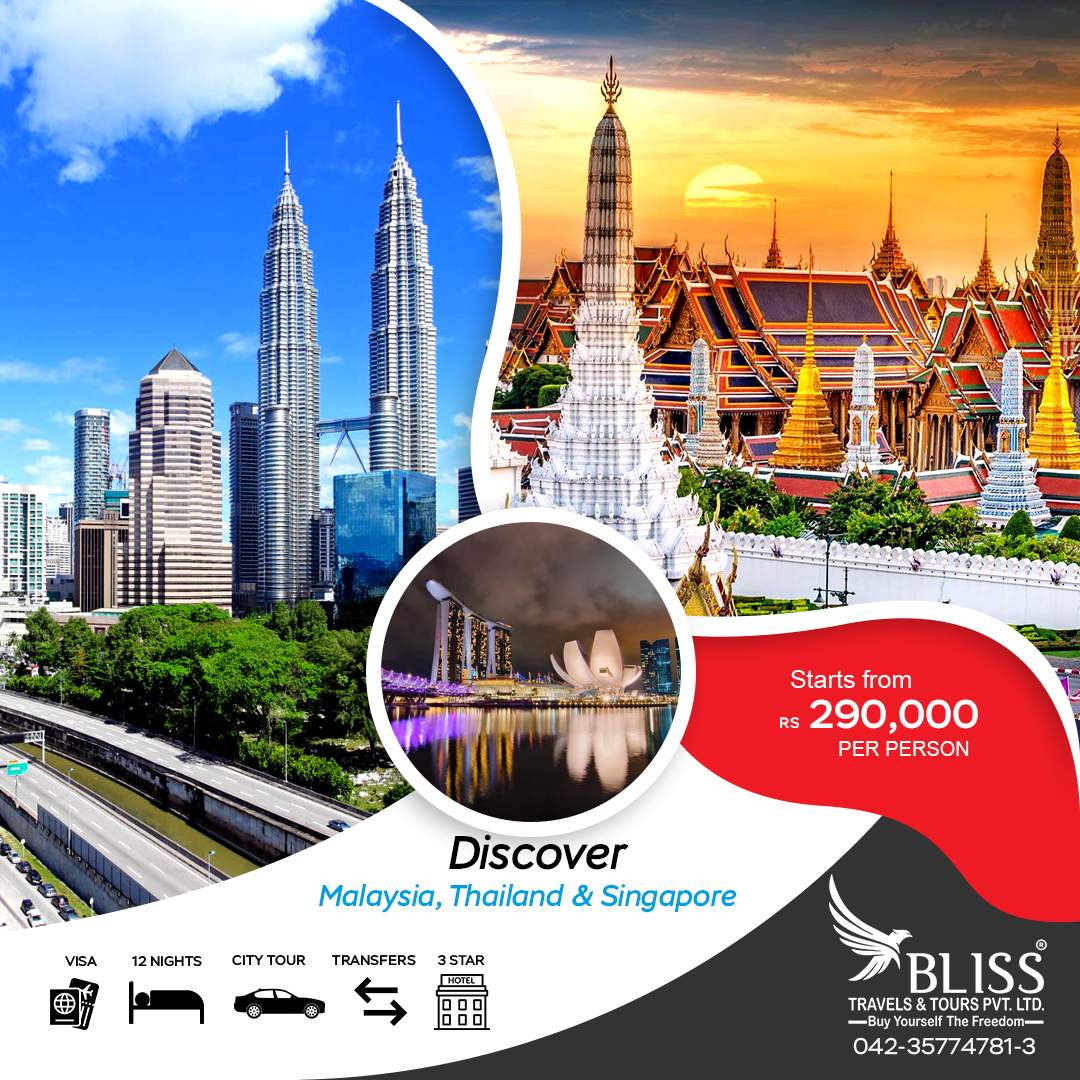 Starts from
RS 290,000
PER PERSON
Discover
Malaysia, Thailand & Singapore
VISA
12 NIGHTS
CITY TOUR
TRANSFERS
3 STAR
HOTEL
BLISS®
TRAVELS & TOURS PVT. LTD.
Buy Yourself The Freedom
042-35774781-3